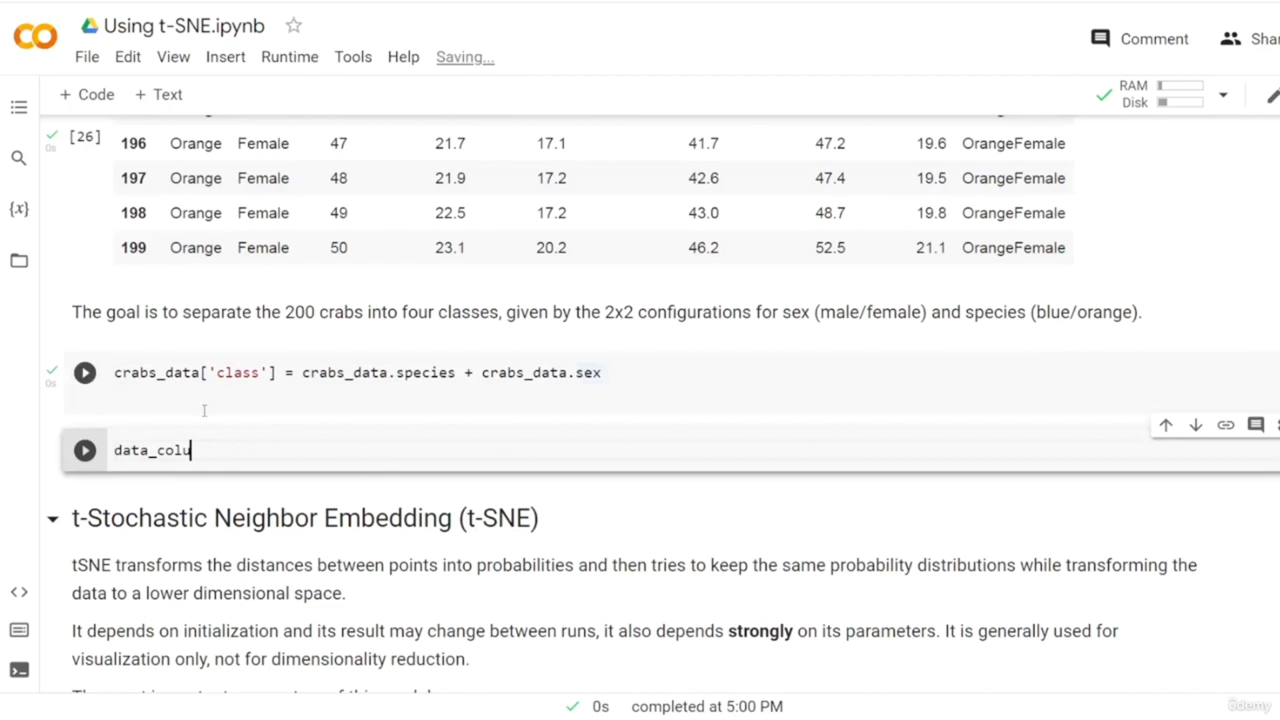 Using t-SNE.ipynb
Comment
File Edit View Insert Runtime Tools Help Saving...
+ Code + Text
RAM
Disk
[26]
0s
196 Orange Female 47 21.7 17.1 41.7 47.2 19.6 OrangeFemale
197 Orange Female 48 21.9 17.2 42.6 47.4 19.5 OrangeFemale
198 Orange Female 49 22.5 17.2 43.0 48.7 19.8 OrangeFemale
199 Orange Female 50 23.1 20.2 46.2 52.5 21.1 OrangeFemale
{x}
The goal is to separate the 200 crabs into four classes, given by the 2x2 configurations for sex (male/female) and species (blue/orange).
crabs_data['class'] = crabs_data.species + crabs_data.sex
0s
data_colu
t-Stochastic Neighbor Embedding (t-SNE)
tSNE transforms the distances between points into probabilities and then tries to keep the same probability distributions while transforming the
data to a lower dimensional space.
It depends on initialization and its result may change between runs, it also depends strongly on its parameters. It is generally used for
visualization only, not for dimensionality reduction.
0s completed at 5:00 PM
ûdemy